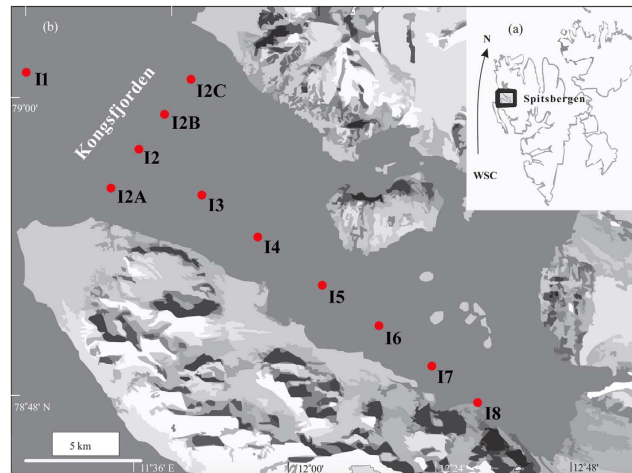 (b)
(a)
N
Spitsbergen
WSC
I1
79°00'
Kongsfjorden
I2C
I2B
I2
I2A
I3
I4
I5
I6
I7
I8
78°48' N
5 km
11°36' E
12°00'
12°24'
12°48'